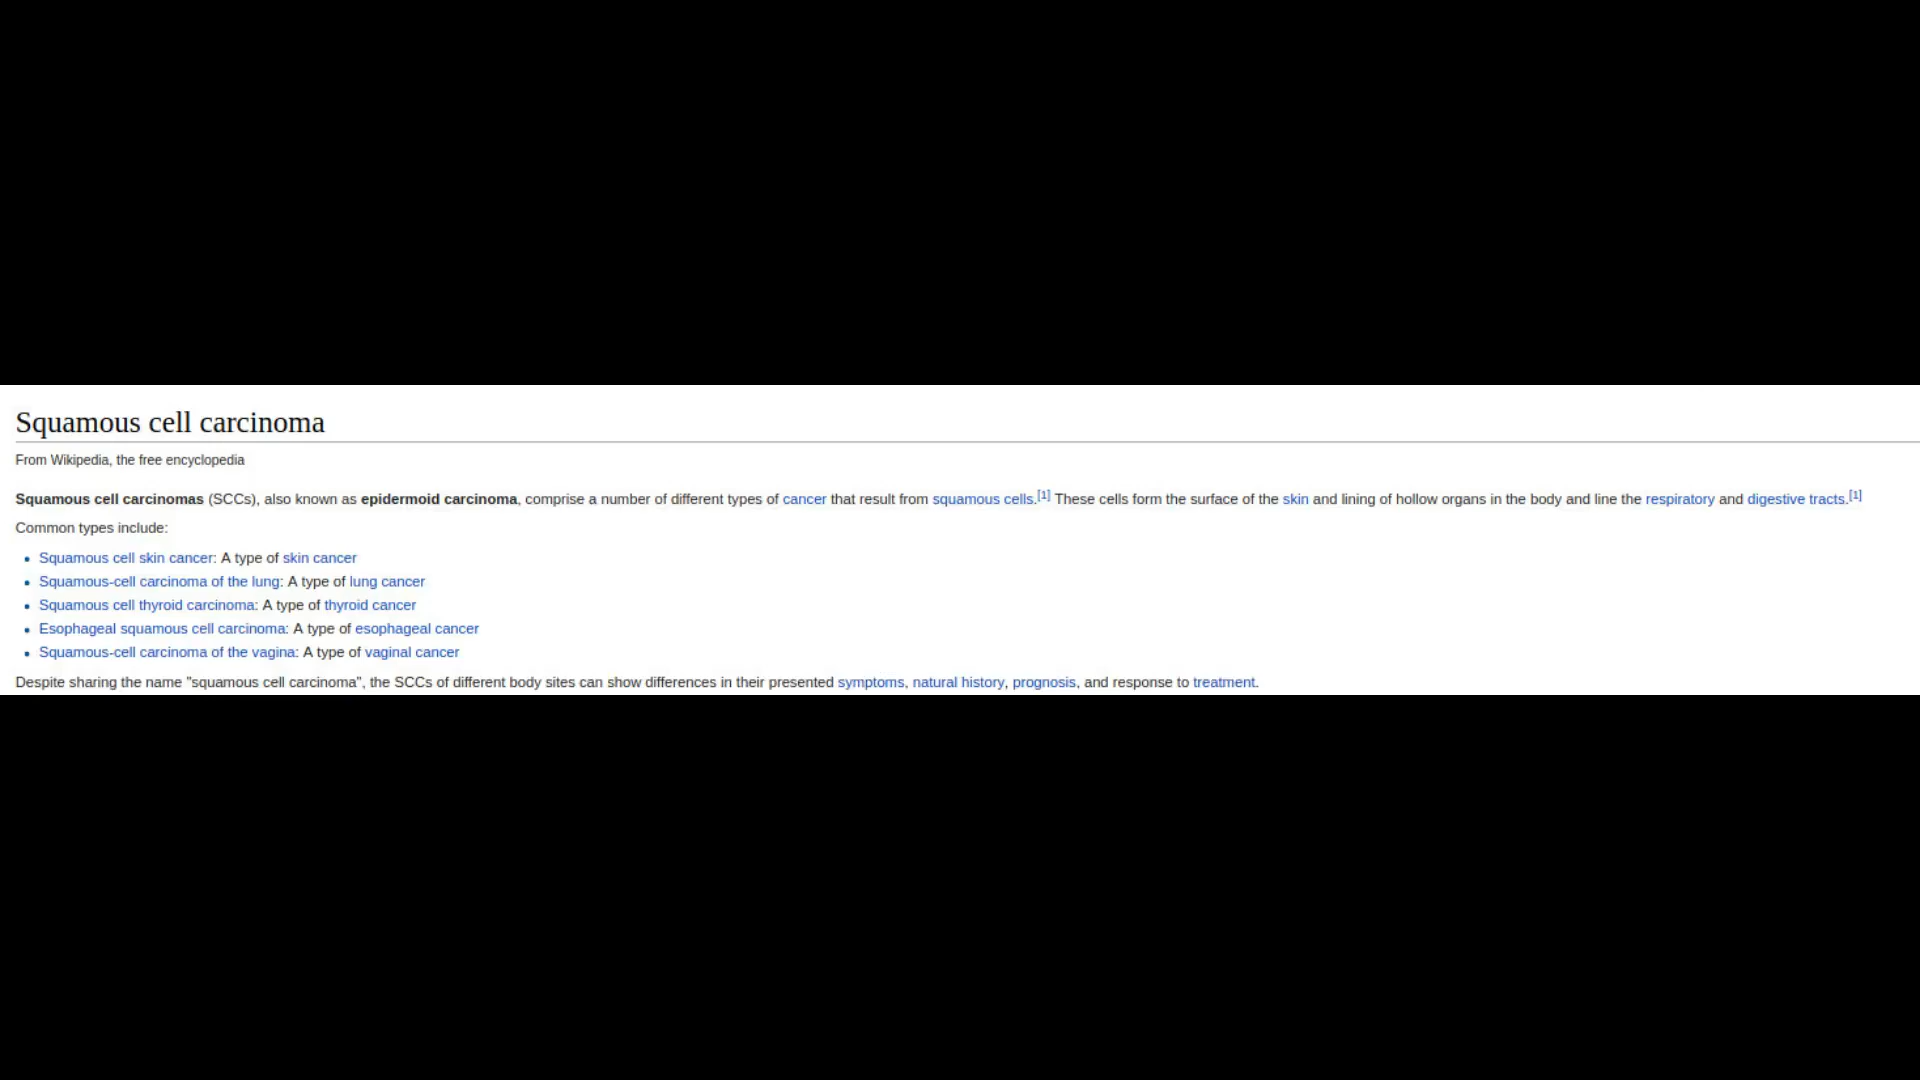 Squamous cell carcinoma
From Wikipedia, the free encyclopedia
Squamous cell carcinomas (SCCs), also known as epidermoid carcinoma, comprise a number of different types of cancer that result from squamous cells.[1] These cells form the surface of the skin and lining of hollow organs in the body and line the respiratory and digestive tracts.[1]
Common types include:
• Squamous cell skin cancer: A type of skin cancer
• Squamous-cell carcinoma of the lung: A type of lung cancer
• Squamous cell thyroid carcinoma: A type of thyroid cancer
• Esophageal squamous cell carcinoma: A type of esophageal cancer
• Squamous-cell carcinoma of the vagina: A type of vaginal cancer
Despite sharing the name "squamous cell carcinoma", the SCCs of different body sites can show differences in their presented symptoms, natural history, prognosis, and response to treatment.